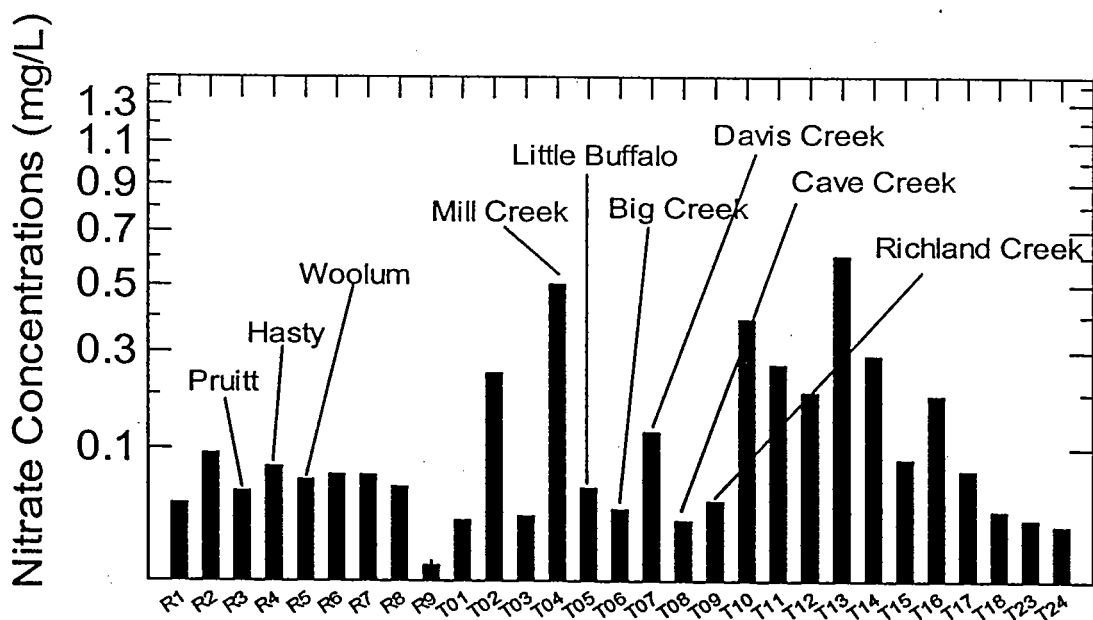 Nitrate Concentrations (mg/L)
1.3
1.1
0.9
0.7
0.5
0.3
0.1
Pruitt
Hasty
Woolum
Mill Creek
Little Buffalo
Big Creek
Davis Creek
Cave Creek
Richland Creek
R1 R2 R3 R4 R5 R6 R7 R8 R9 T01 T02 T03 T04 T05 T06 T07 T08 T09 T10 T11 T12 T13 T14 T15 T16 T17 T18 T23 T24